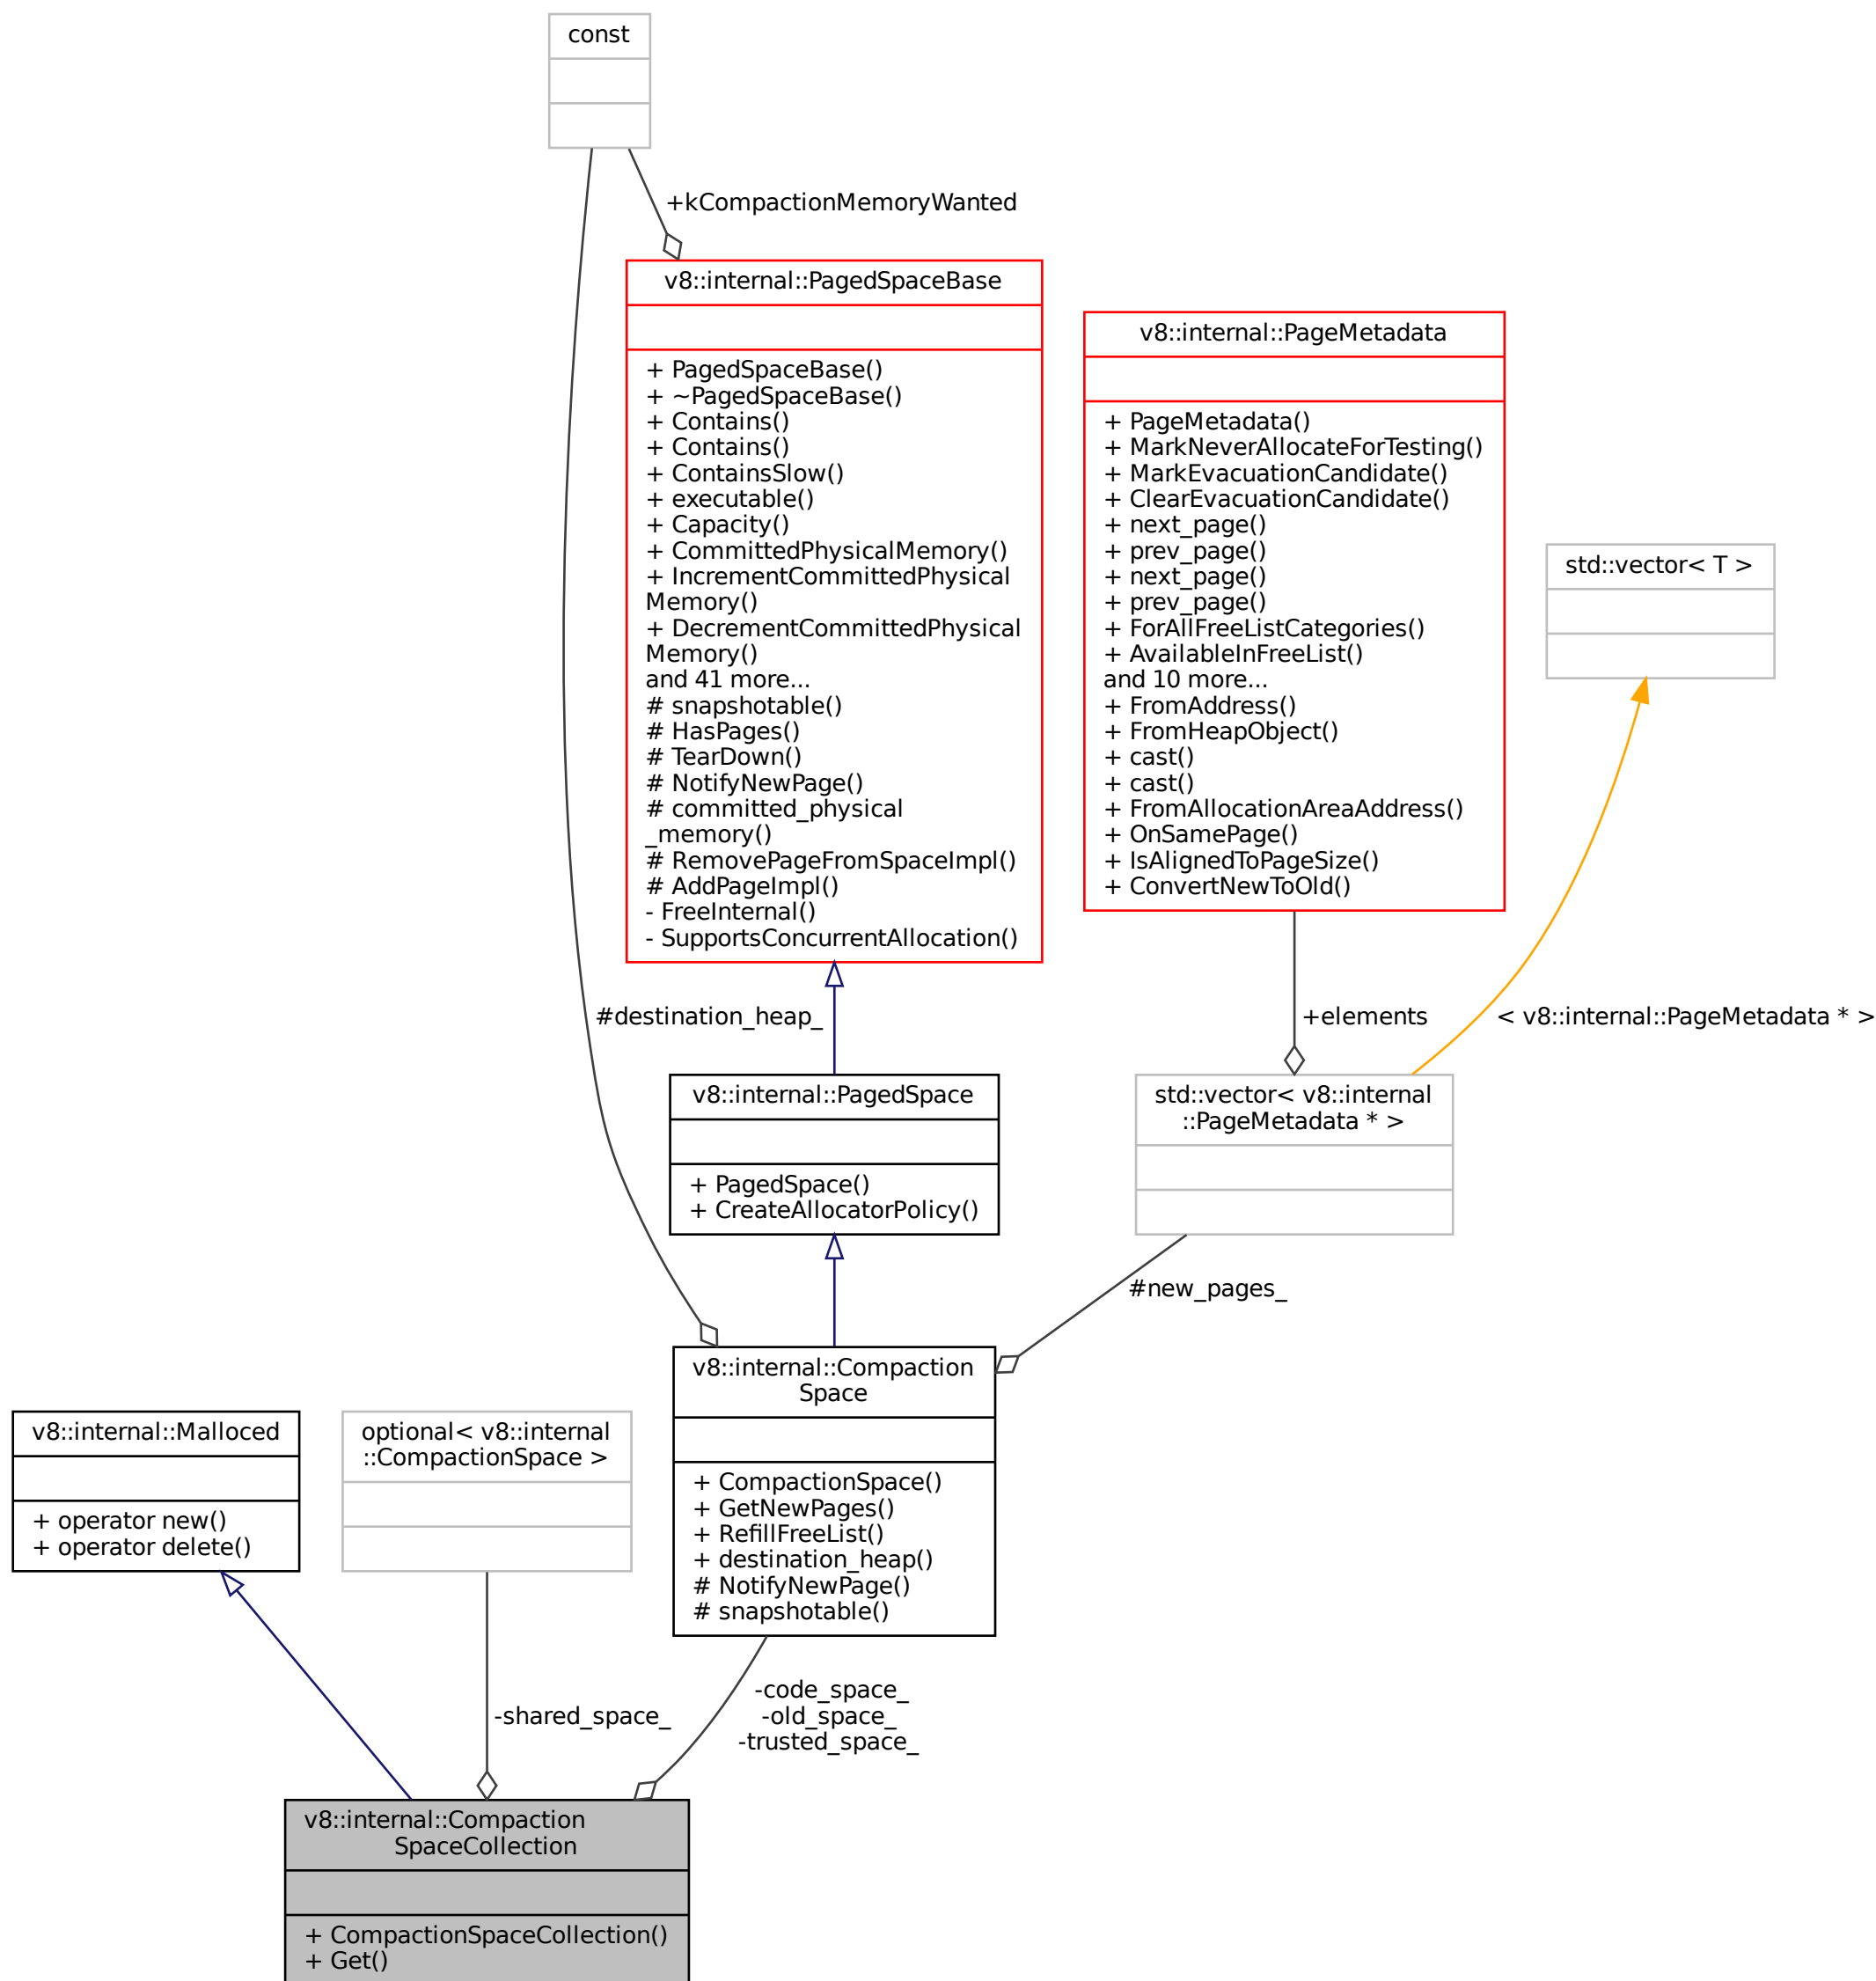 const
+kCompactionMemoryWanted
v8::internal::PagedSpaceBase
+ PagedSpaceBase()
+ ~PagedSpaceBase()
+ Contains()
+ Contains()
+ ContainsSlow()
+ executable()
+ Capacity()
+ CommittedPhysicalMemory()
+ IncrementCommittedPhysical
Memory()
+ DecrementCommittedPhysical
Memory()
and 41 more...
# snapshotable()
# HasPages()
# TearDown()
# NotifyNewPage()
# committed_physical
_memory()
# RemovePageFromSpaceImpl()
# AddPageImpl()
- FreeInternal()
- SupportsConcurrentAllocation()
v8::internal::PageMetadata
+ PageMetadata()
+ MarkNeverAllocateForTesting()
+ MarkEvacuationCandidate()
+ ClearEvacuationCandidate()
+ next_page()
+ prev_page()
+ next_page()
+ prev_page()
+ ForAllFreeListCategories()
+ AvailableInFreeList()
and 10 more...
+ FromAddress()
+ FromHeapObject()
+ cast()
+ cast()
+ FromAllocationAreaAddress()
+ OnSamePage()
+ IsAlignedToPageSize()
+ ConvertNewToOld()
std::vector< T >
#destination_heap_
+elements
< v8::internal::PageMetadata * >
v8::internal::PagedSpace
+ PagedSpace()
+ CreateAllocatorPolicy()
std::vector< v8::internal
::PageMetadata * >
#new_pages_
v8::internal::Compaction
Space
+ CompactionSpace()
+ GetNewPages()
+ RefillFreeList()
+ destination_heap()
# NotifyNewPage()
# snapshotable()
v8::internal::Malloced
+ operator new()
+ operator delete()
optional< v8::internal
::CompactionSpace >
-shared_space_
-code_space_
-old_space_
-trusted_space_
v8::internal::Compaction
SpaceCollection
+ CompactionSpaceCollection()
+ Get()